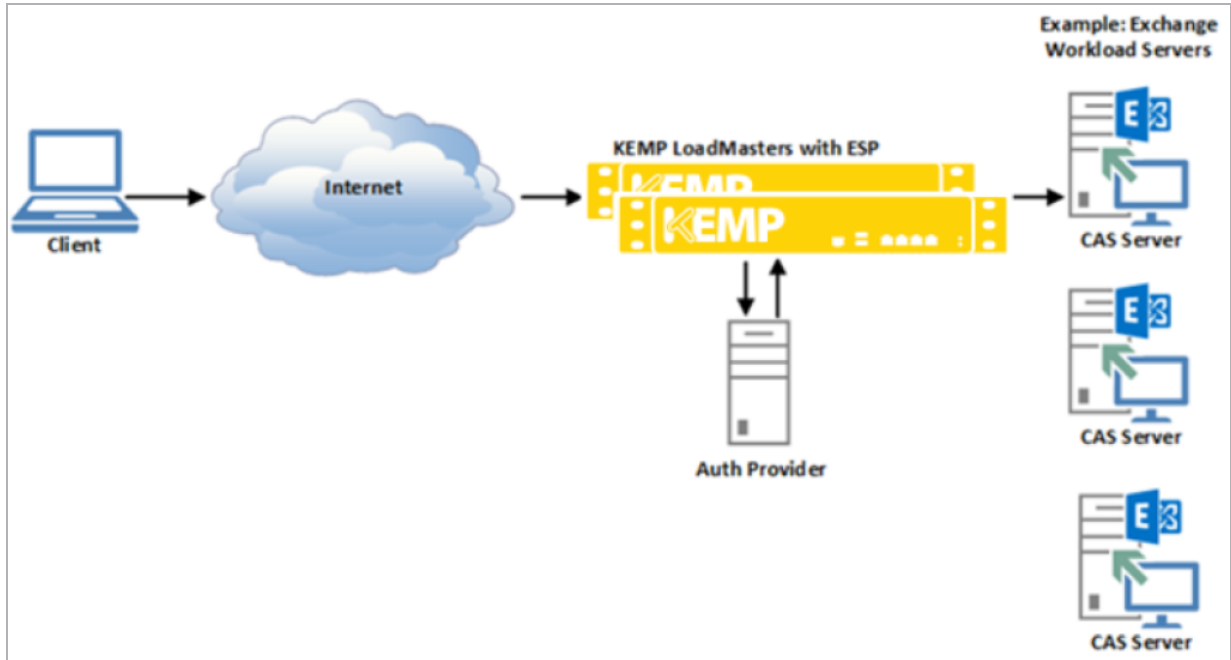 Example: Exchange
Workload Servers
KEMP LoadMasters with ESP
KEMP
Internet
KEMP
Client
CAS Server
Auth Provider
CAS Server
CAS Server
E
E
E